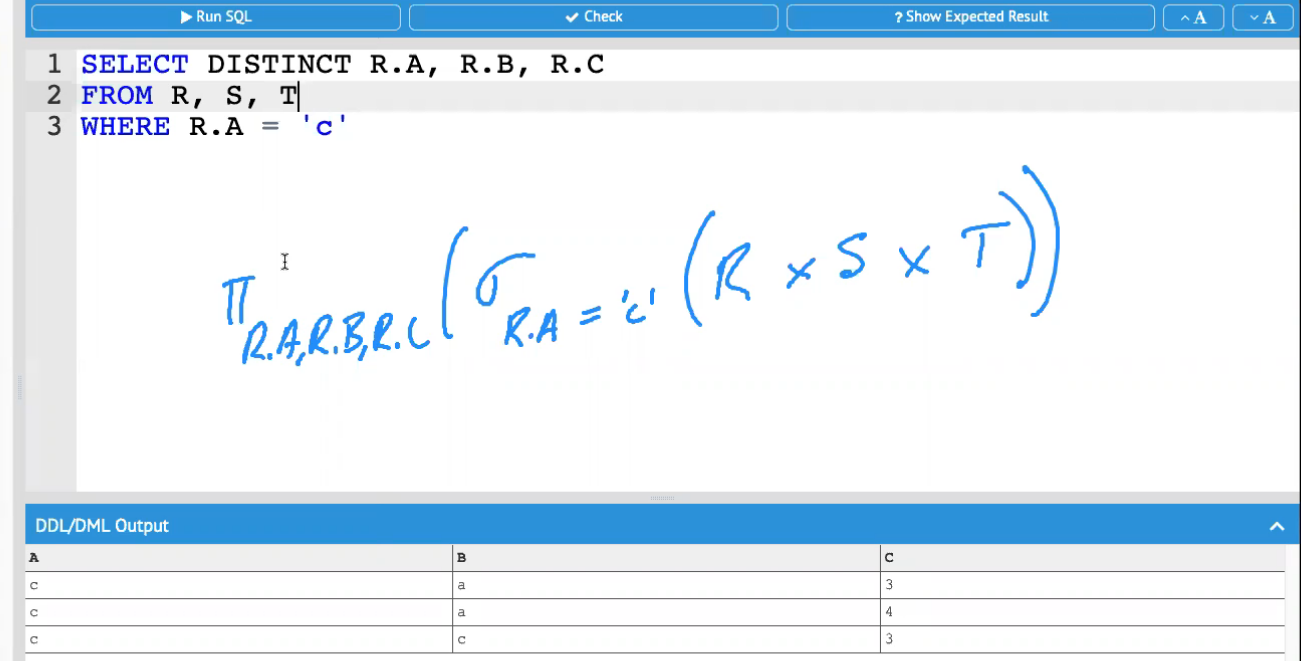 ▶ Run SQL ✔ Check ? Show Expected Result ^ A ˅ A
1 SELECT DISTINCT R.A, R.B, R.C
2 FROM R, S, T
3 WHERE R.A = 'c'
π R.A,R.B,R.C (σ R.A = 'c' (R × S × T))
DDL/DML Output
A B C
c a 3
c a 4
c c 3